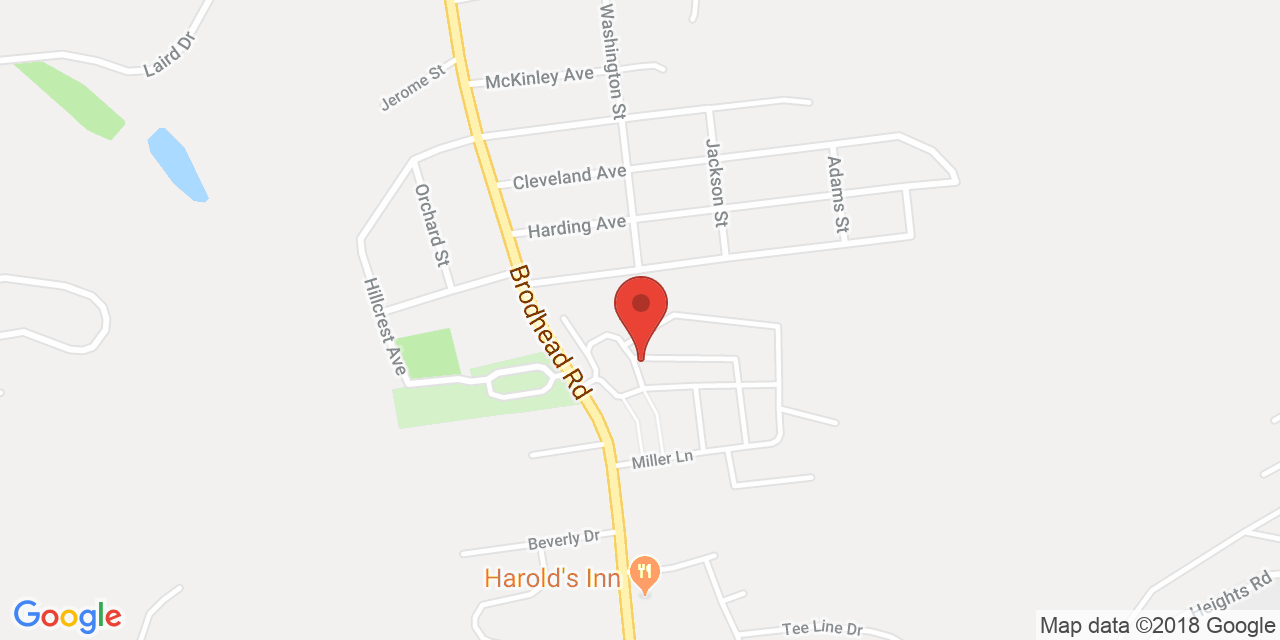 Laird Dr
Washington St
Jerome St
McKinley Ave
Cleveland Ave
Jackson St
Adams St
Orchard St
Harding Ave
Brodhead Rd
Hillcrest Ave
Miller Ln
Beverly Dr
Harold's Inn
Heights Rd
Tee Line Dr
Google
Map data ©2018 Google